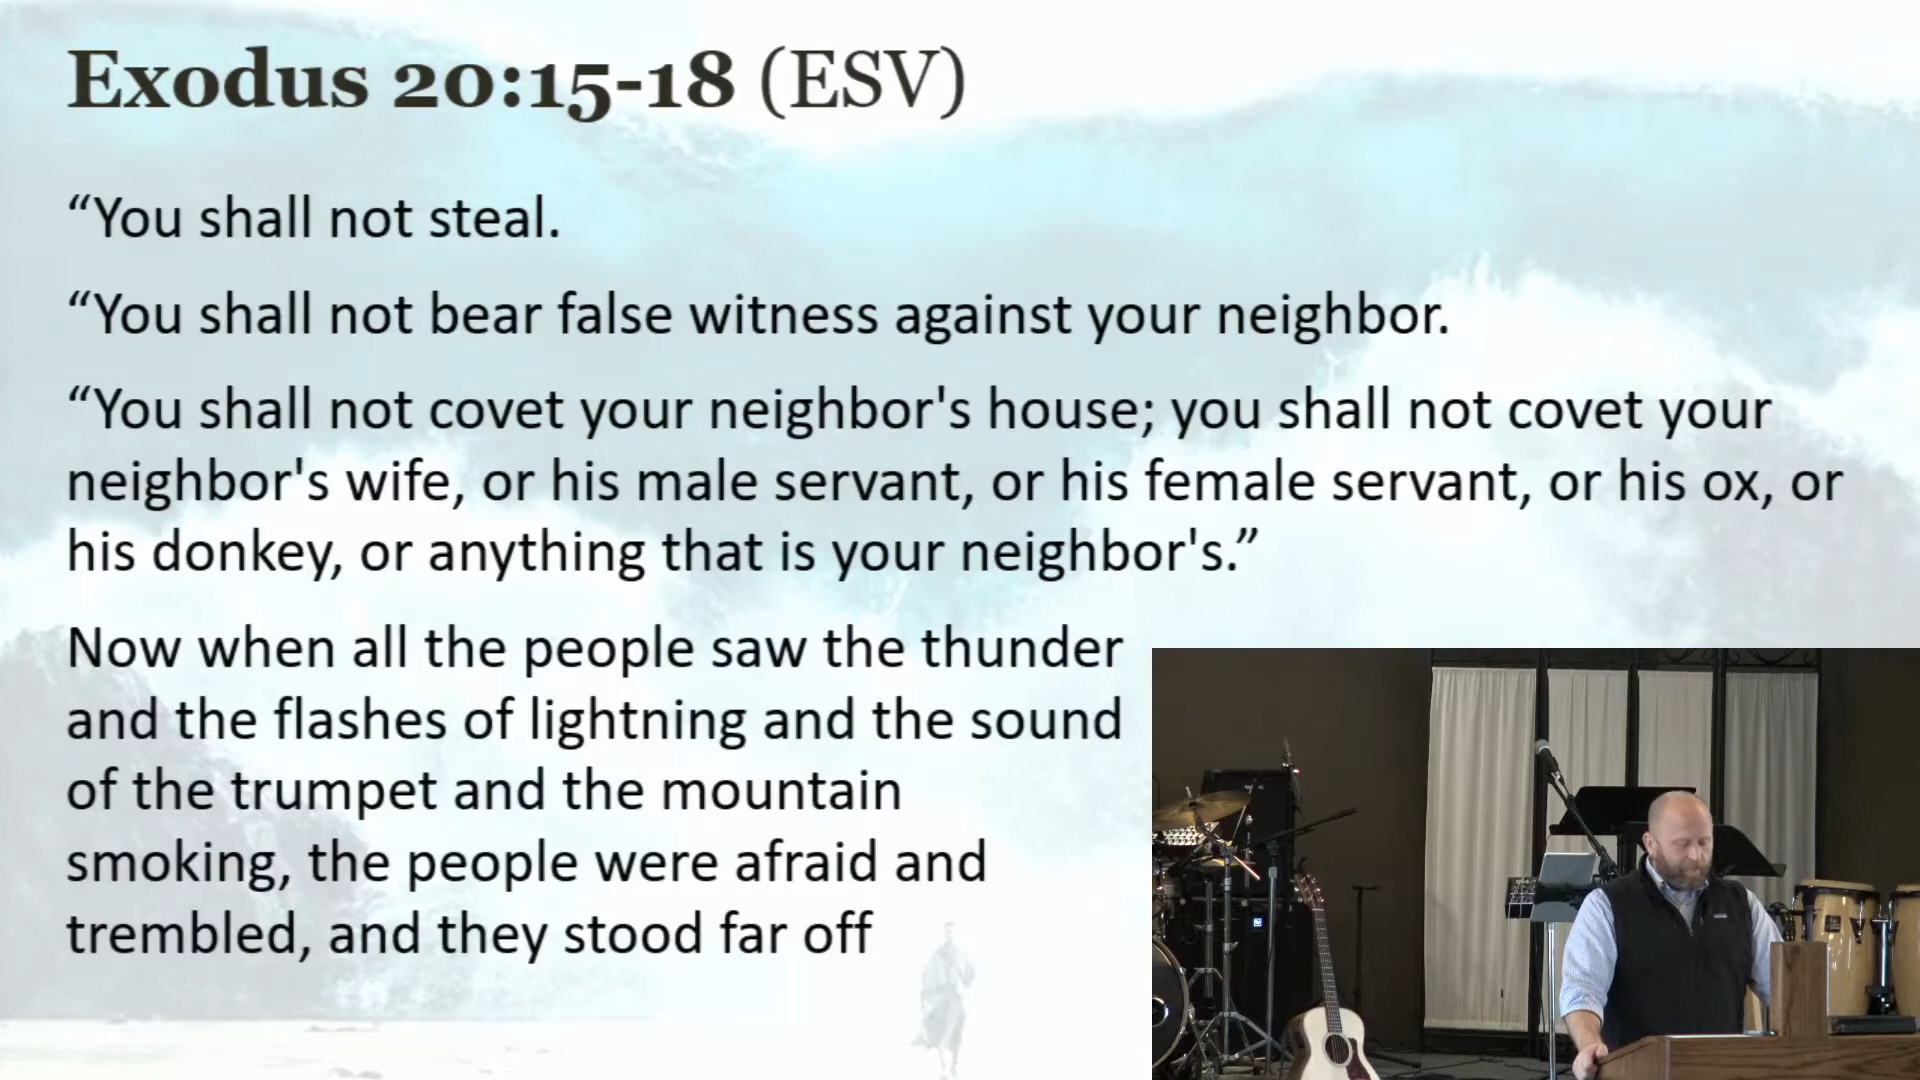 Exodus 20:15-18 (ESV)
“You shall not steal.
“You shall not bear false witness against your neighbor.
“You shall not covet your neighbor's house; you shall not covet your
neighbor's wife, or his male servant, or his female servant, or his ox, or
his donkey, or anything that is your neighbor's.”
Now when all the people saw the thunder
and the flashes of lightning and the sound
of the trumpet and the mountain
smoking, the people were afraid and
trembled, and they stood far off